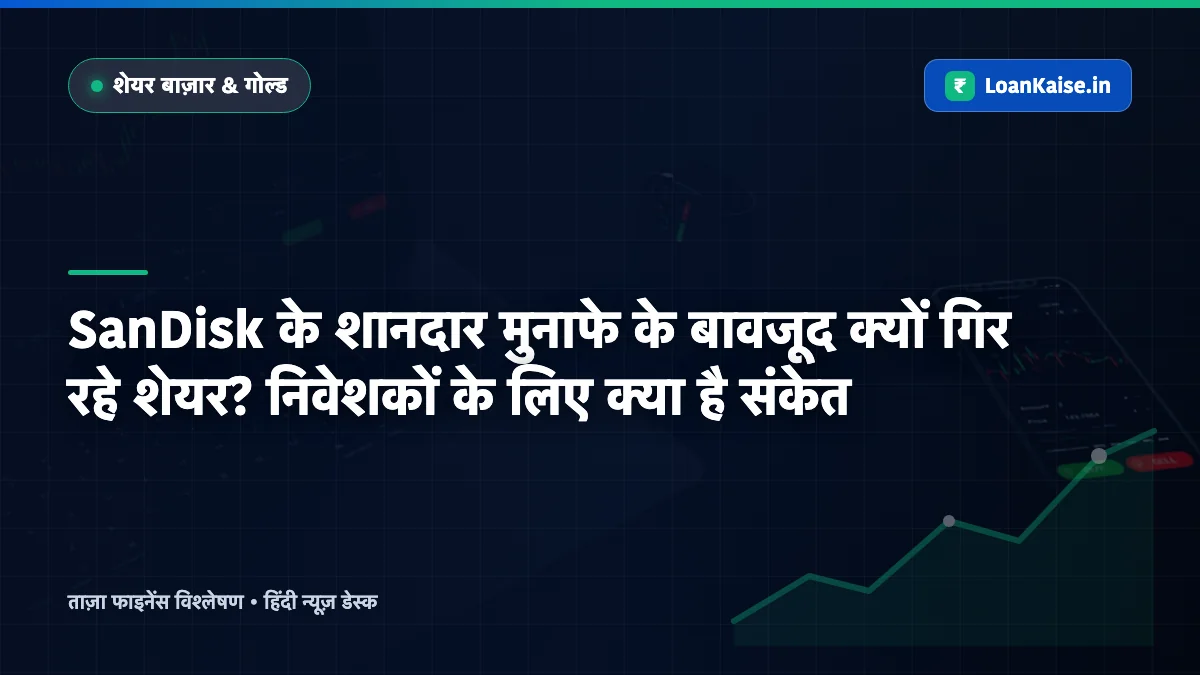 शेयर बाज़ार & गोल्ड
₹ LoanKaise.in
SanDisk के शानदार मुनाफे के बावजूद क्यों गिर
रहे शेयर? निवेशकों के लिए क्या है संकेत
ताज़ा फाइनेंस विश्लेषण • हिंदी न्यूज़ डेस्क